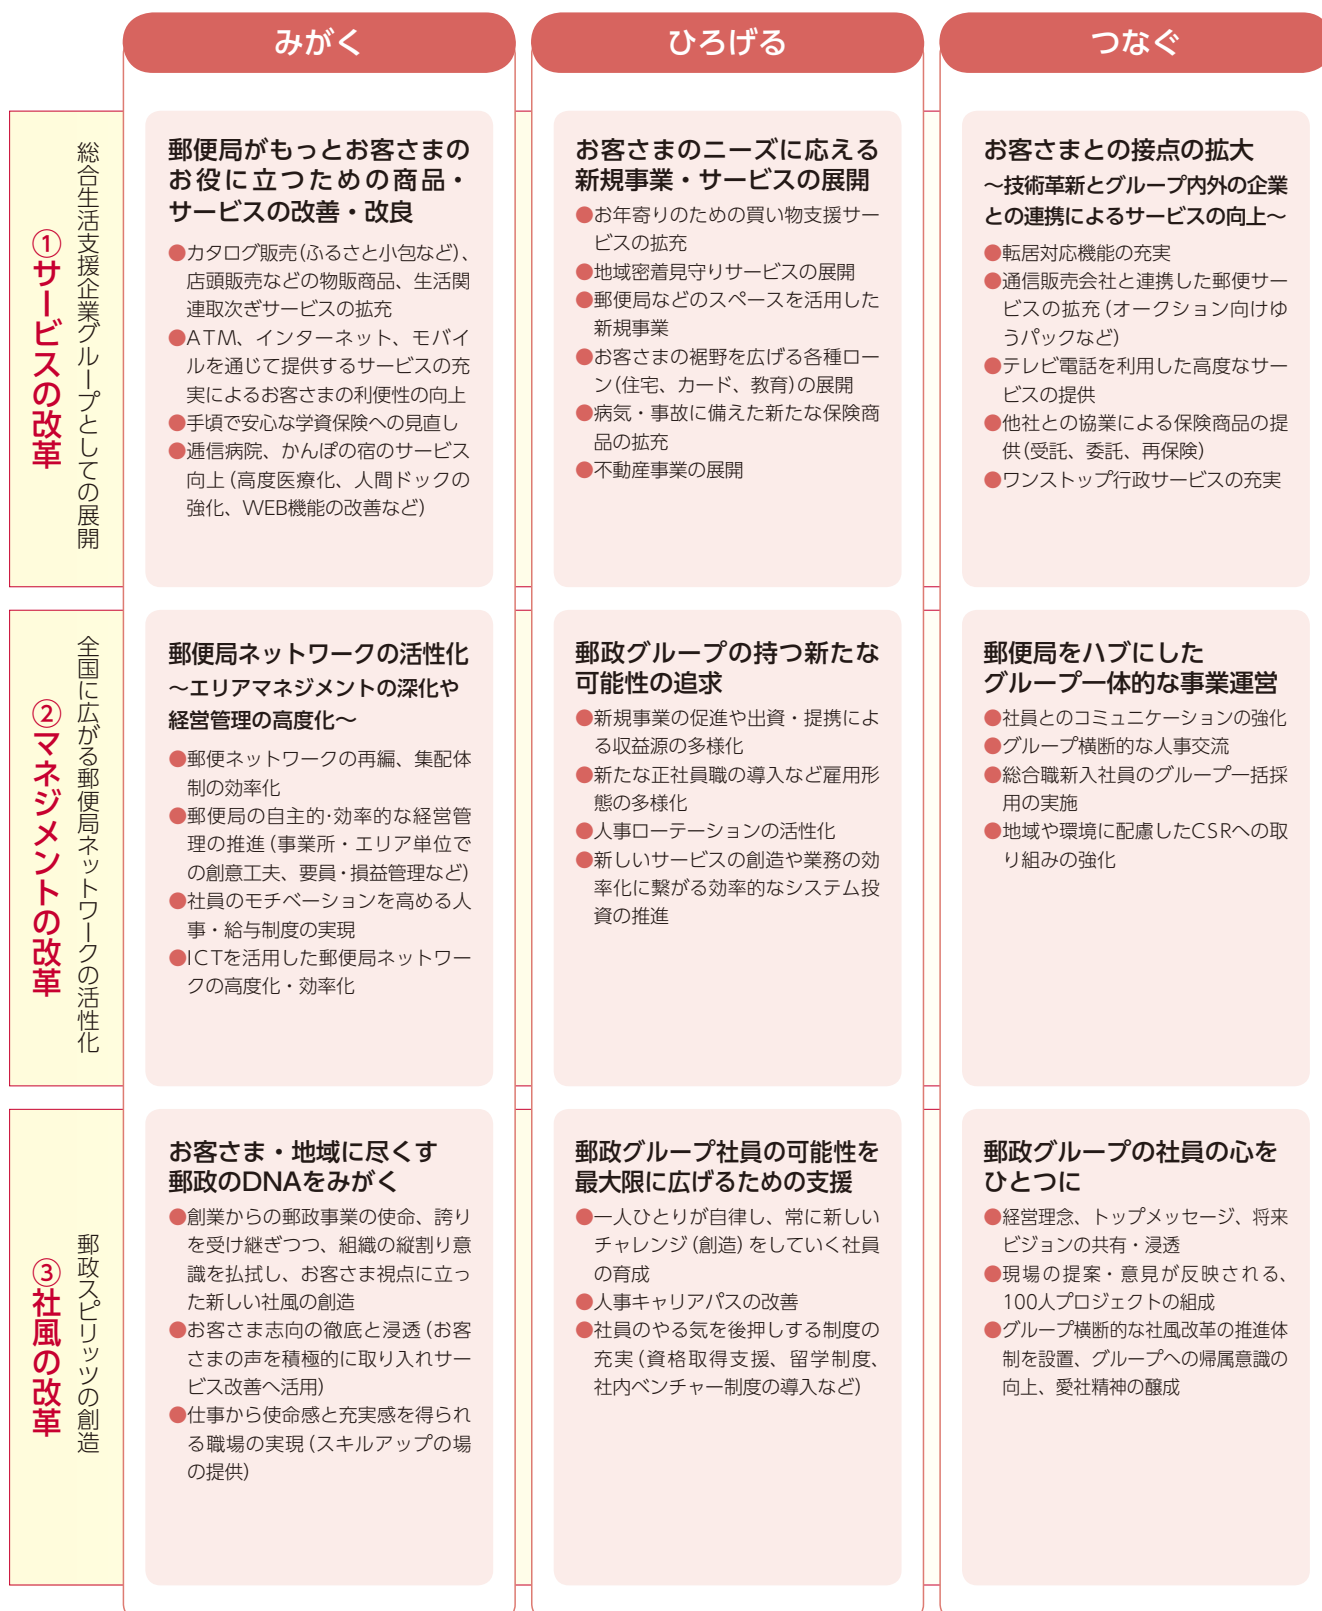 みがく
ひろげる
つなぐ
①サービスの改革
総合生活支援企業グループとしての展開
郵便局がもっとお客さまの
お役に立つための商品・
サービスの改善・改良
●カタログ販売(ふるさと小包など)、
店頭販売などの物販商品、生活関
連取次ぎサービスの拡充
●ATM、インターネット、モバイ
ルを通じて提供するサービスの充
実によるお客さまの利便性の向上
●手頃で安心な学資保険への見直し
●逓信病院、かんぽの宿のサービス
向上(高度医療化、人間ドックの
強化、WEB機能の改善など)
お客さまのニーズに応える
新規事業・サービスの展開
●お年寄りのための買い物支援サー
ビスの拡充
●地域密着見守りサービスの展開
●郵便局などのスペースを活用した
新規事業
●お客さまの裾野を広げる各種ロー
ン(住宅、カード、教育)の展開
●病気・事故に備えた新たな保険商
品の拡充
●不動産事業の展開
お客さまとの接点の拡大
～技術革新とグループ内外の企業
との連携によるサービスの向上～
●転居対応機能の充実
●通信販売会社と連携した郵便サー
ビスの拡充(オークション向けゆ
うパックなど)
●テレビ電話を利用した高度なサー
ビスの提供
●他社との協業による保険商品の提
供(受託、委託、再保険)
●ワンストップ行政サービスの充実
②マネジメントの改革
全国に広がる郵便局ネットワークの活性化
郵便局ネットワークの活性化
～エリアマネジメントの深化や
経営管理の高度化～
●郵便ネットワークの再編、集配体
制の効率化
●郵便局の自主的・効率的な経営管
理の推進(事業所・エリア単位で
の創意工夫、要員・損益管理など)
●社員のモチベーションを高める人
事・給与制度の実現
●ICTを活用した郵便局ネットワー
クの高度化・効率化
郵政グループの持つ新たな
可能性の追求
●新規事業の促進や出資・提携によ
る収益源の多様化
●新たな正社員職の導入など雇用形
態の多様化
●人事ローテーションの活性化
●新しいサービスの創造や業務の効
率化に繋がる効率的なシステム投
資の推進
郵便局をハブにした
グループ一体的な事業運営
●社員とのコミュニケーションの強化
●グループ横断的な人事交流
●総合職新入社員のグループ一括採
用の実施
●地域や環境に配慮したCSRへの取
り組みの強化
③社風の改革
郵政スピリッツの創造
お客さま・地域に尽くす
郵政のDNAをみがく
●創業からの郵政事業の使命、誇り
を受け継ぎつつ、組織の縦割り意
識を払拭し、お客さま視点に立っ
た新しい社風の創造
●お客さま志向の徹底と浸透(お客
さまの声を積極的に取り入れサー
ビス改善へ活用)
●仕事から使命感と充実感を得られ
る職場の実現(スキルアップの場
の提供)
郵政グループ社員の可能性を
最大限に広げるための支援
●一人ひとりが自律し、常に新しい
チャレンジ(創造)をしていく社員
の育成
●人事キャリアパスの改善
●社員のやる気を後押しする制度の
充実(資格取得支援、留学制度、
社内ベンチャー制度の導入など)
郵政グループの社員の心を
ひとつに
●経営理念、トップメッセージ、将来
ビジョンの共有・浸透
●現場の提案・意見が反映される、
100人プロジェクトの組成
●グループ横断的な社風改革の推進体
制を設置、グループへの帰属意識の
向上、愛社精神の醸成